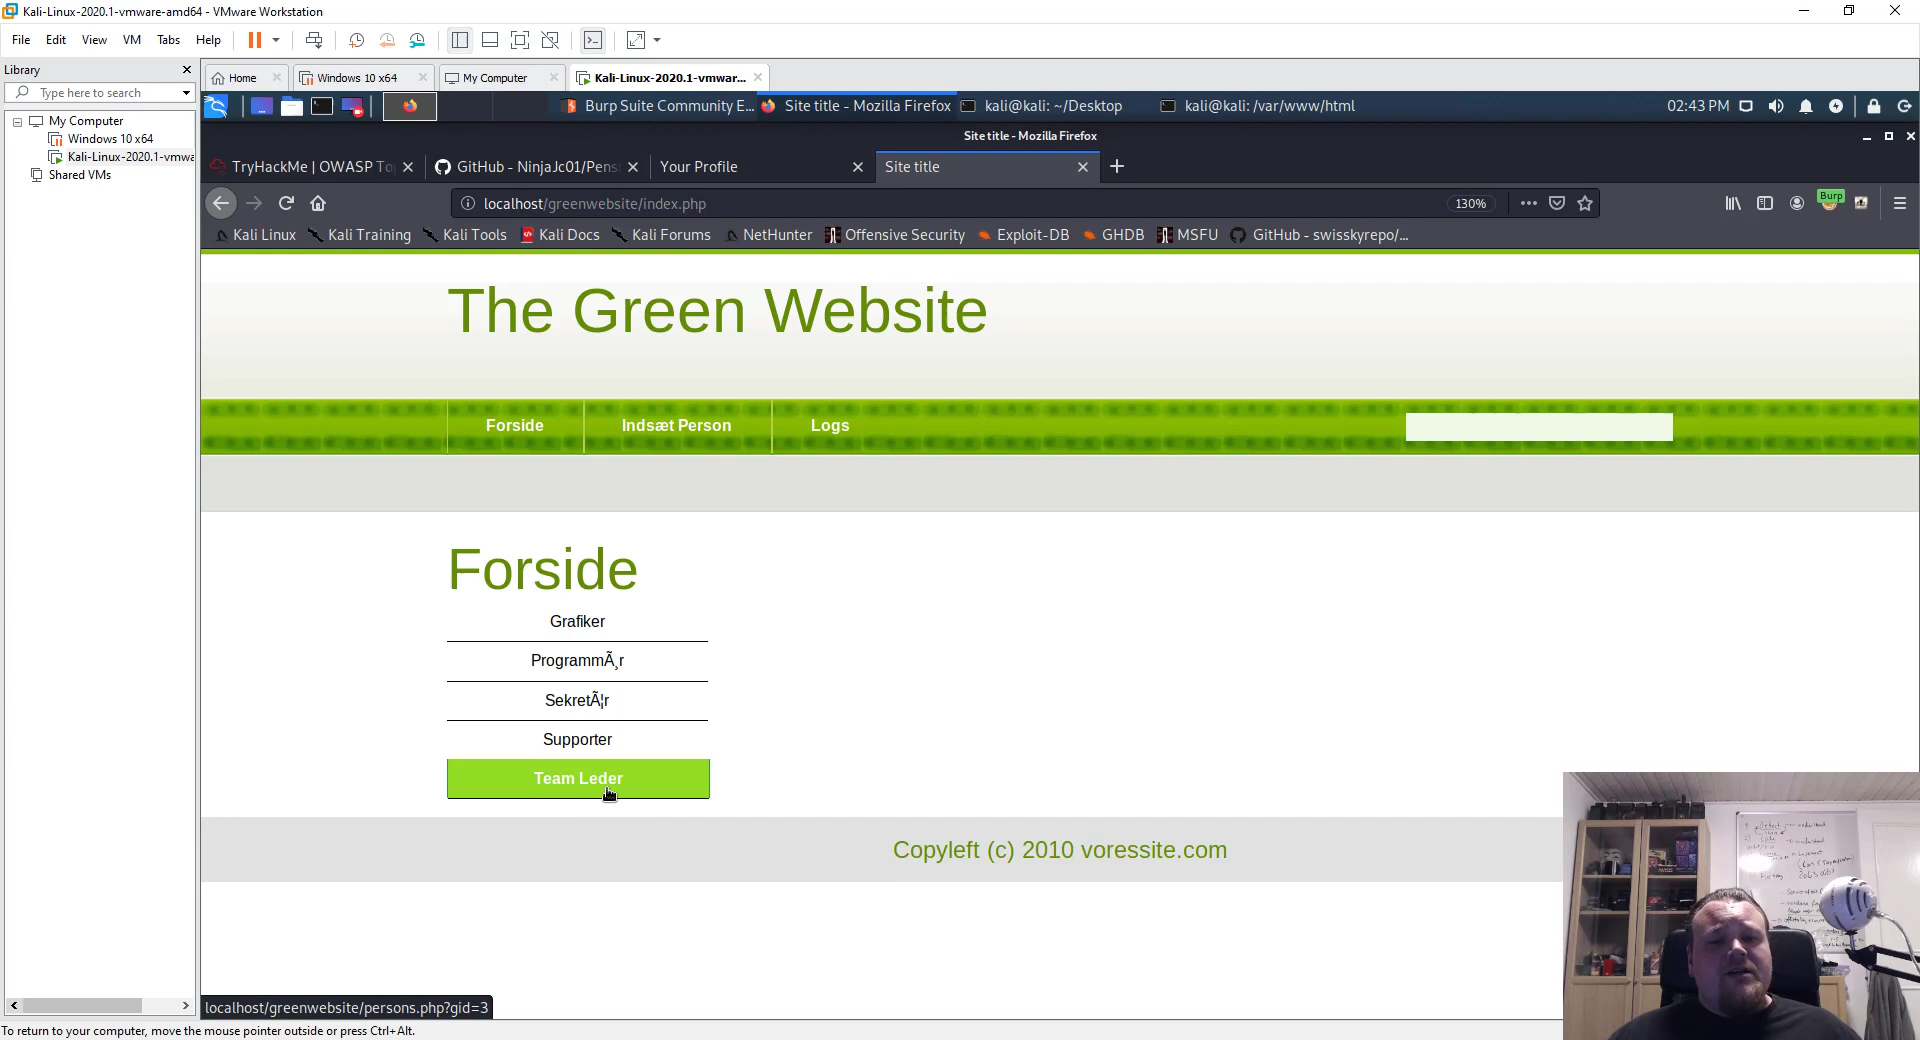 Kali-Linux-2020.1-vmware-amd64 - VMware Workstation
File Edit View VM Tabs Help
Library
Type here to search
My Computer
Windows 10 x64
Kali-Linux-2020.1-vmwa
Shared VMs
Home Windows 10 x64 My Computer Kali-Linux-2020.1-vmwar...
Burp Suite Community E... Site title - Mozilla Firefox kali@kali: ~/Desktop kali@kali: /var/www/html 02:43 PM
Site title - Mozilla Firefox
TryHackMe | OWASP To GitHub - NinjaJc01/Pens Your Profile Site title
localhost/greenwebsite/index.php 130% Burp
Kali Linux Kali Training Kali Tools Kali Docs Kali Forums NetHunter Offensive Security Exploit-DB GHDB MSFU GitHub - swisskyrepo/...
The Green Website
Forside Indsæt Person Logs
Forside
Grafiker
ProgrammÃ¸r
SekretÃ¦r
Supporter
Team Leder
Copyleft (c) 2010 voressite.com
localhost/greenwebsite/persons.php?gid=3
To return to your computer, move the mouse pointer outside or press Ctrl+Alt.